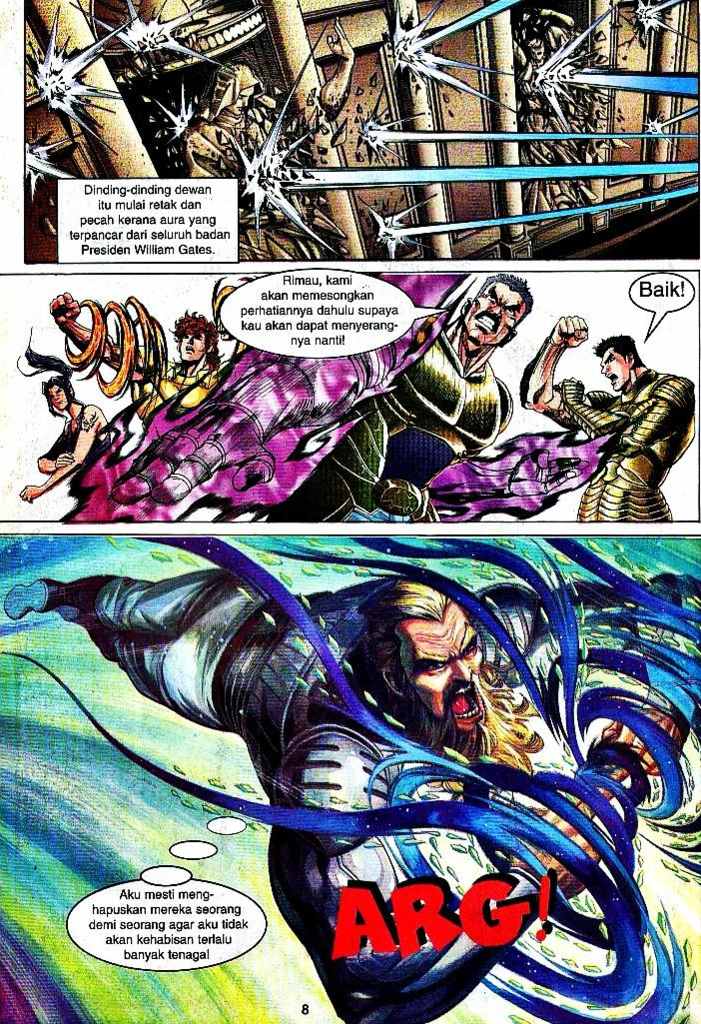 Dinding-dinding dewan
itu mulai retak dan
pecah kerana aura yang
terpancar dari seluruh badan
Presiden William Gates.
Rimau, kami
akan memesongkan
perhatiannya dahulu supaya
kau akan dapat menyerang-
nya nanti!
Baik!
Aku mesti meng-
hapuskan mereka seorang
demi seorang agar aku tidak
akan kehabisan terlalu
banyak tenaga!
ARG!
8